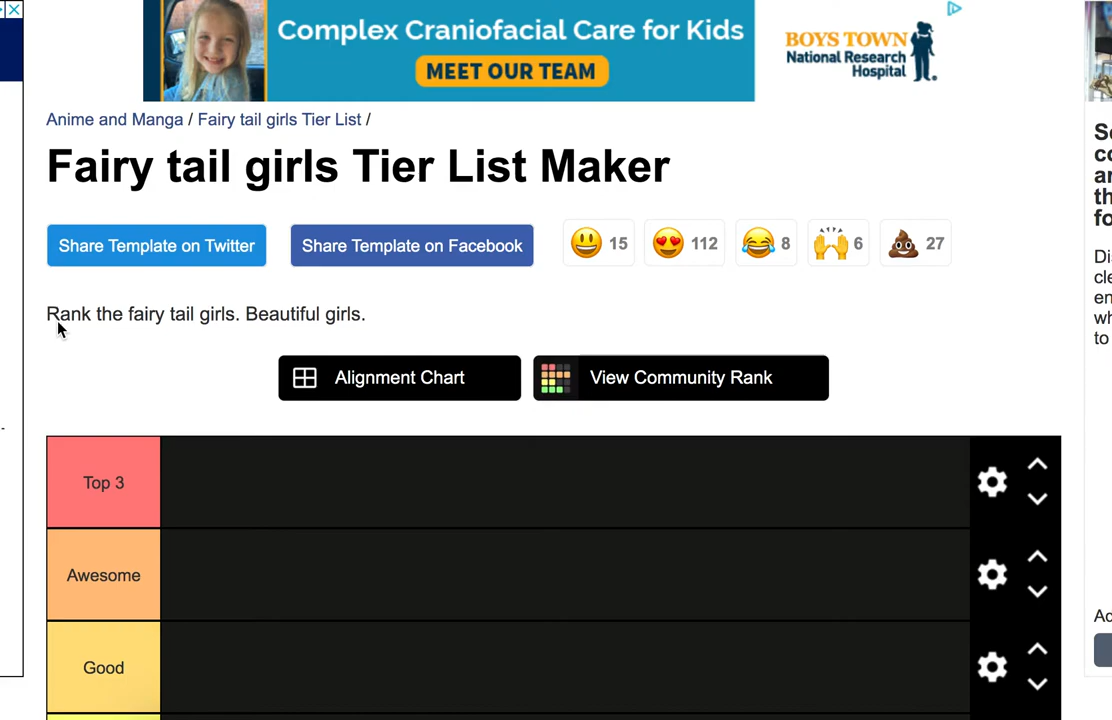 Complex Craniofacial Care for Kids
MEET OUR TEAM
BOYS TOWN
National Research
Hospital
Anime and Manga / Fairy tail girls Tier List /
Fairy tail girls Tier List Maker
Share Template on Twitter
Share Template on Facebook
15
112
8
6
27
Rank the fairy tail girls. Beautiful girls.
Alignment Chart
View Community Rank
Top 3
Awesome
Good
to